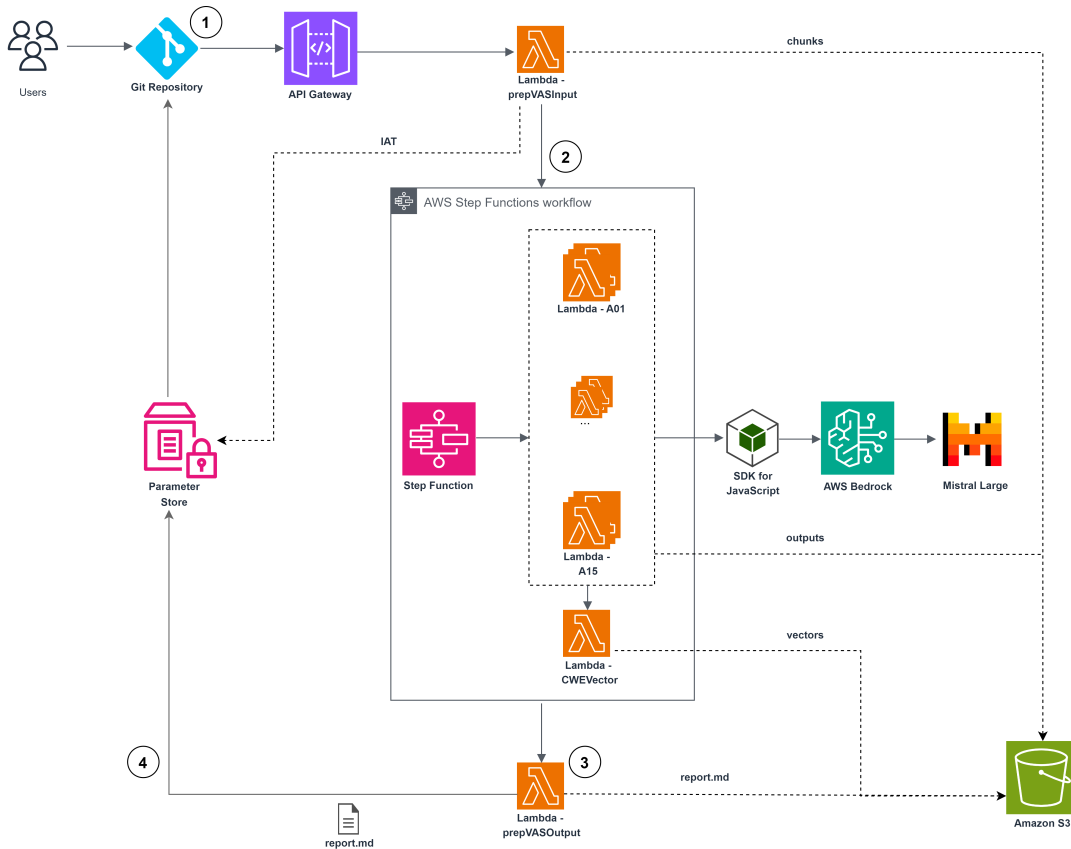 1
Users
Git Repository
</>
API Gateway
Lambda -
prepVASInput
chunks
IAT
2
AWS Step Functions workflow
Lambda - A01
...
Step Function
Lambda -
A15
SDK for
JavaScript
AWS Bedrock
Mistral Large
Parameter
Store
outputs
vectors
Lambda -
CWEVector
4
3
report.md
Lambda -
prepVASOutput
Amazon S3
report.md